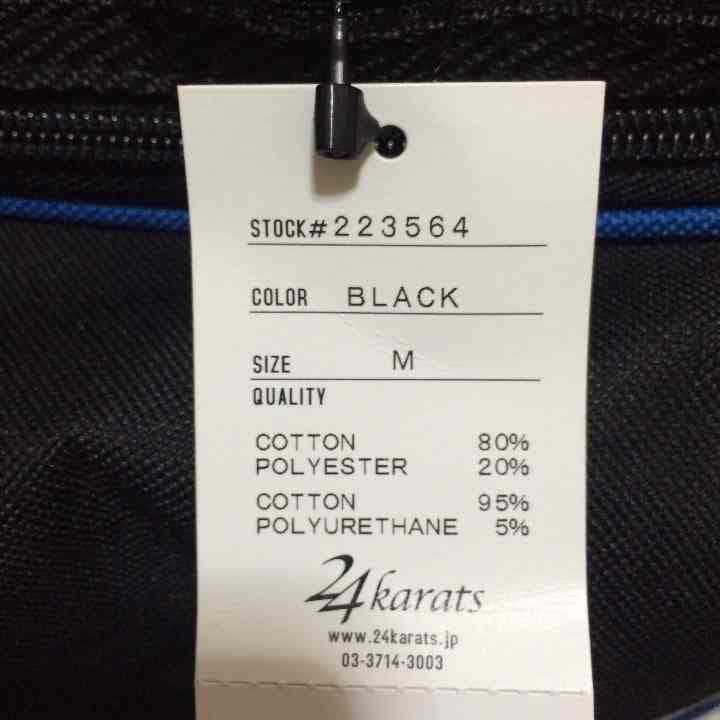 STOCK# 223564
COLOR BLACK
SIZE M
QUALITY
COTTON 80%
POLYESTER 20%
COTTON 95%
POLYURETHANE 5%
24karats
www.24karats.jp
03-3714-3003